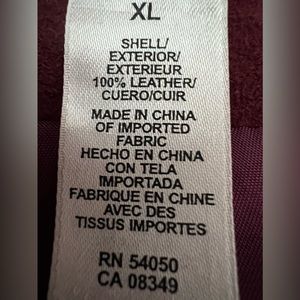 XL
SHELL/
EXTERIOR/
EXTERIEUR
100% LEATHER/
CUERO/CUIR
MADE IN CHINA
OF IMPORTED
FABRIC
HECHO EN CHINA
CON TELA
IMPORTADA
FABRIQUE EN CHINE
AVEC DES
TISSUS IMPORTES
RN 54050
CA 08349